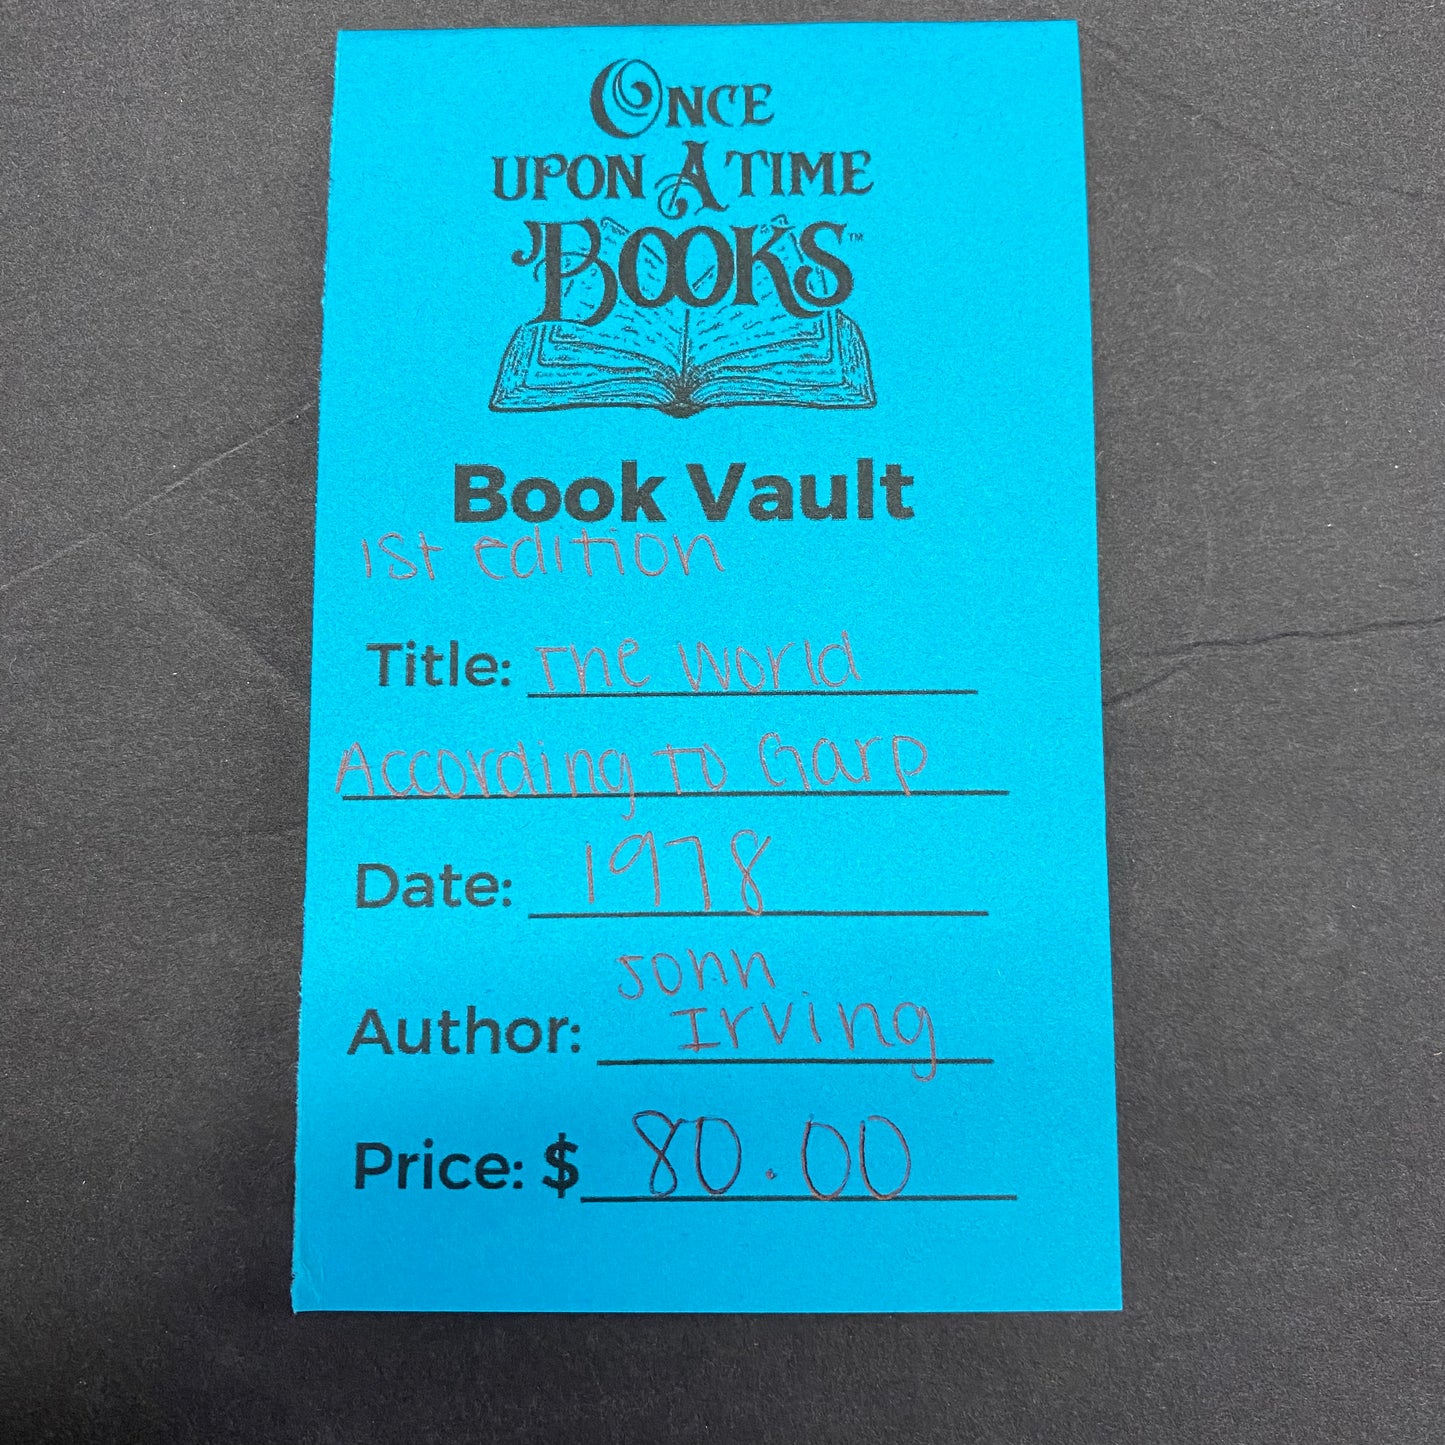 ONCE
UPON A TIME
BOOKS™
Book Vault
1st edition
Title: The World
According To Garp
Date: 1978
John
Author: Irving
Price: $ 80.00